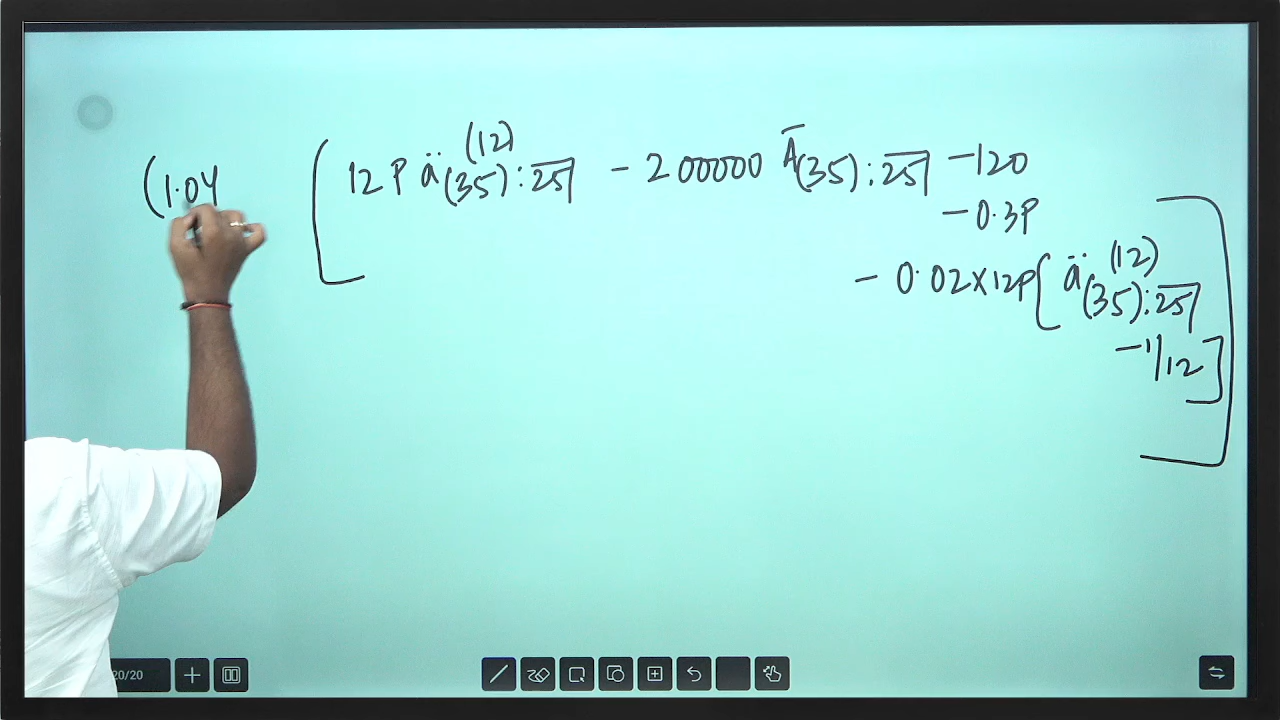 (1.04 [ 12P ä(35):25̅|^(12) - 200000 A̅(35):25̅| - 120
- 0.3P
- 0.02×12P[ ä(35):25̅|^(12)
- 1/12 ] ]
20/20